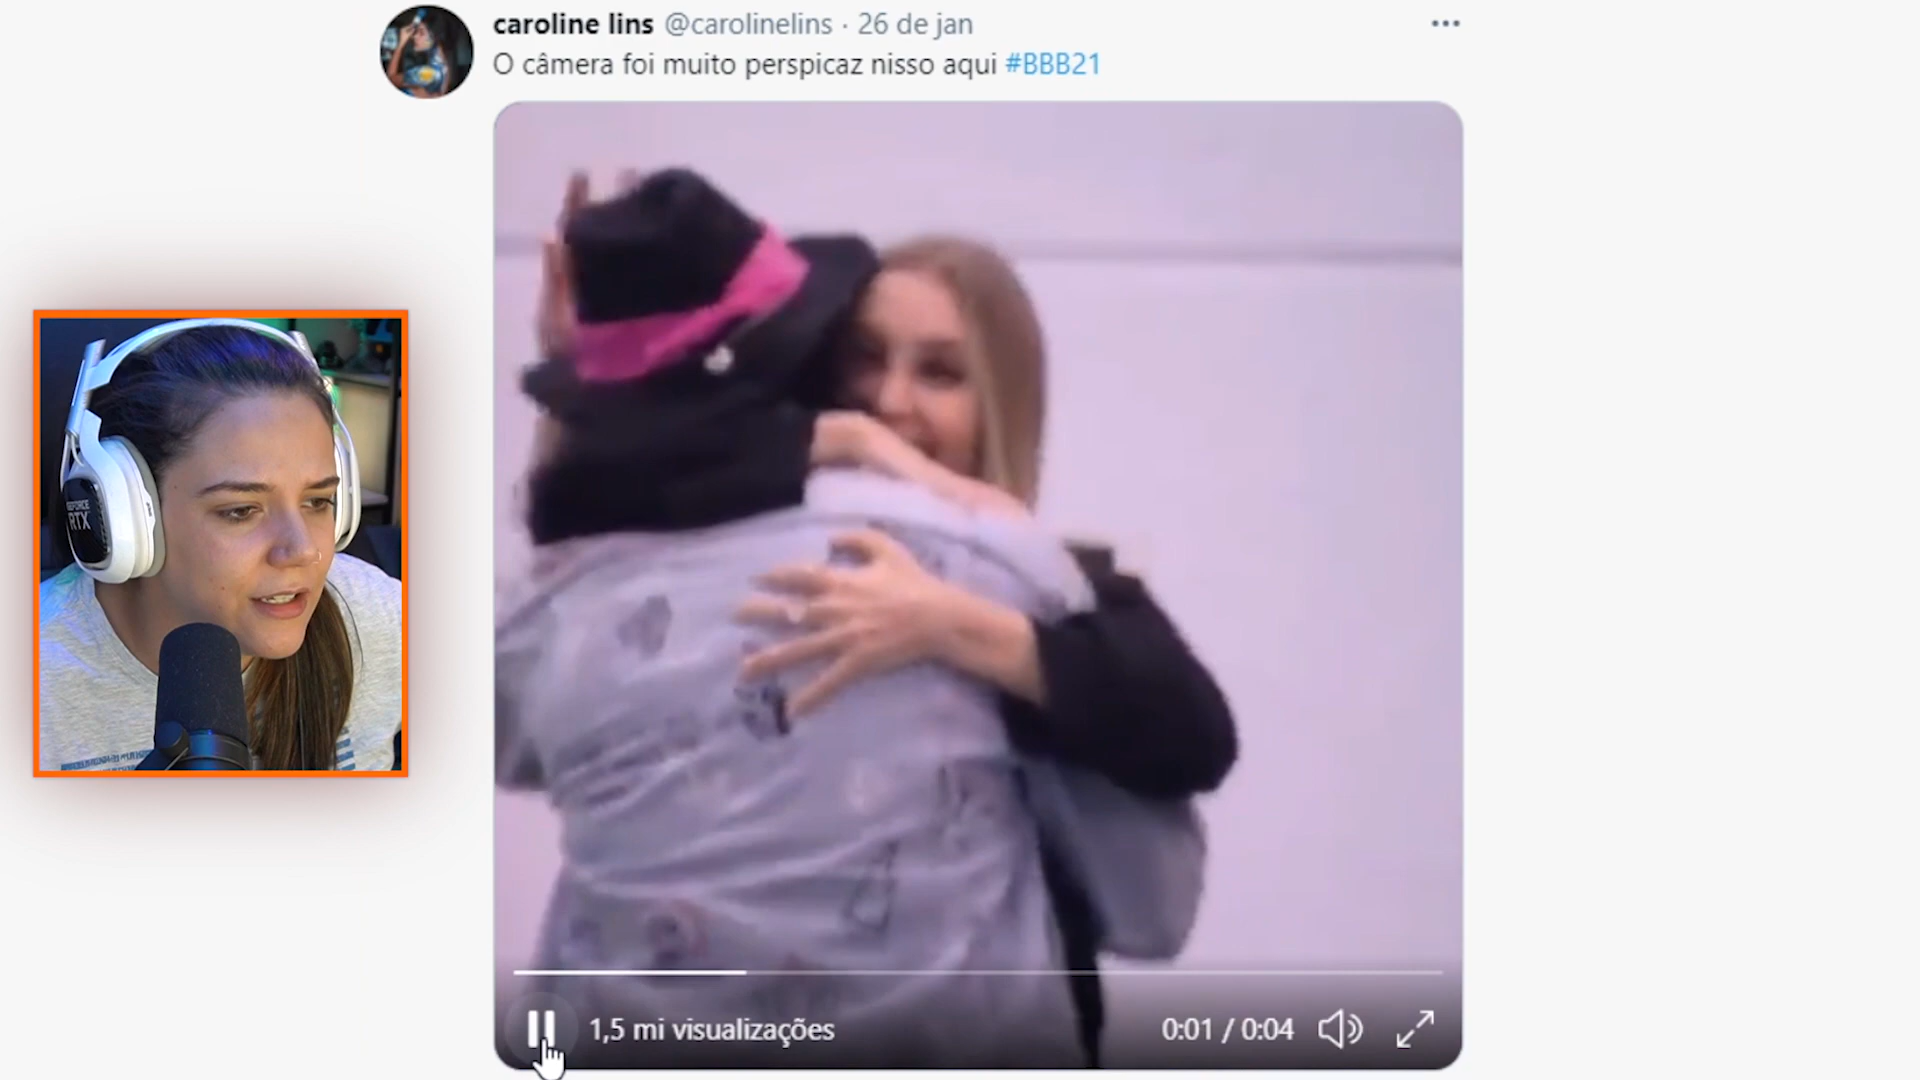 caroline lins @carolinelins · 26 de jan
O câmera foi muito perspicaz nisso aqui #BBB21
RTX
1,5 mi visualizações
0:01 / 0:04